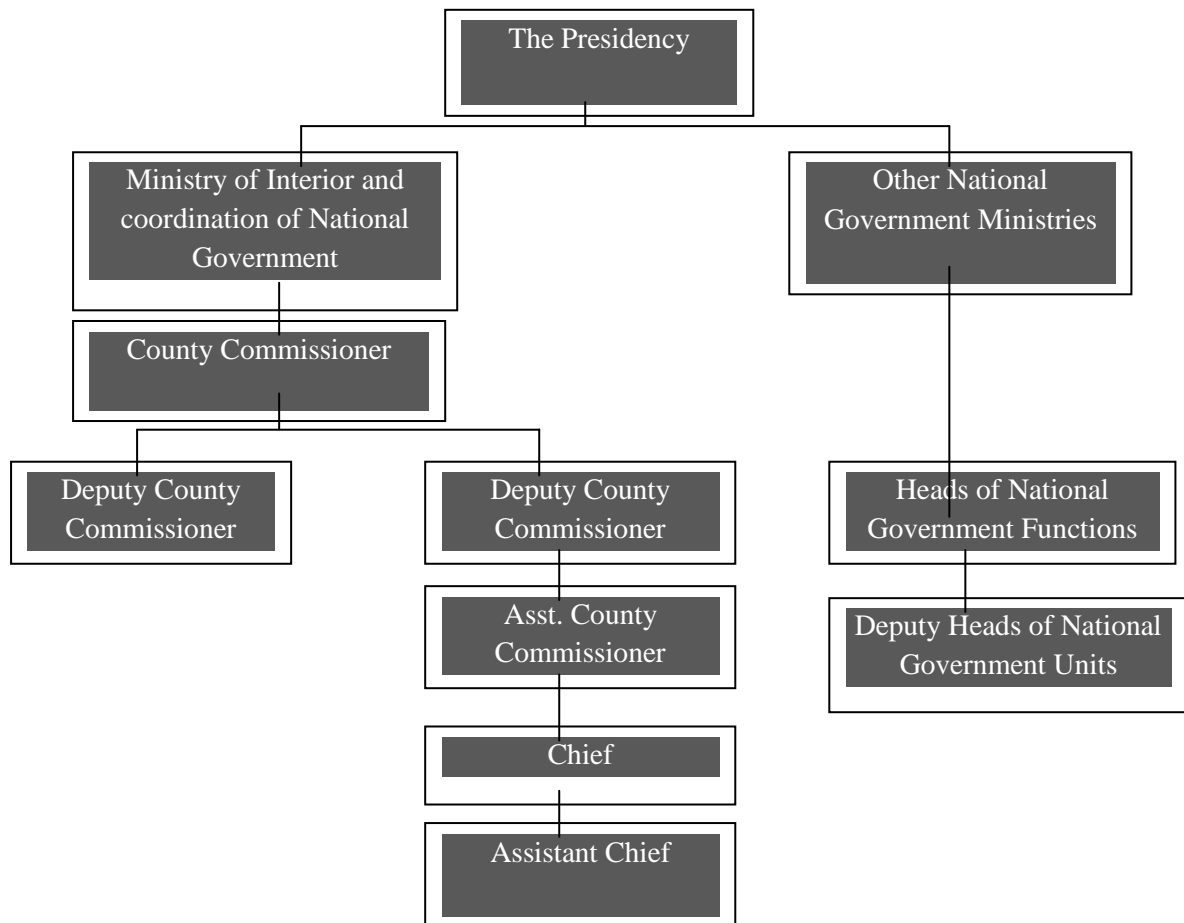 The Presidency
Ministry of Interior and
coordination of National
Government
Other National
Government Ministries
County Commissioner
Deputy County
Commissioner
Deputy County
Commissioner
Heads of National
Government Functions
Asst. County
Commissioner
Deputy Heads of National
Government Units
Chief
Assistant Chief